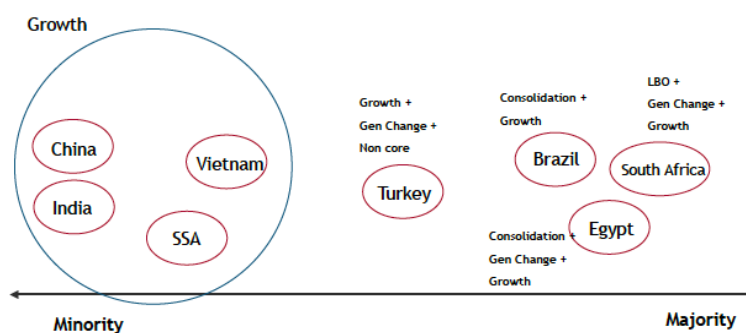 Growth
China
India
Vietnam
SSA
Growth +
Gen Change +
Non core
Turkey
Consolidation +
Growth
Brazil
LBO +
Gen Change +
Growth
South Africa
Consolidation +
Gen Change +
Growth
Egypt
Minority
Majority